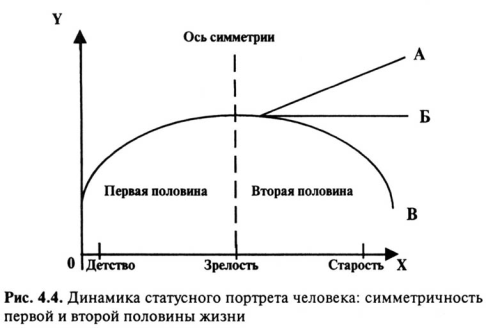 Y
Ось симметрии
А
Б
Первая половина
Вторая половина
В
0
Детство
Зрелость
Старость
X
Рис. 4.4. Динамика статусного портрета человека: симметричность
первой и второй половины жизни